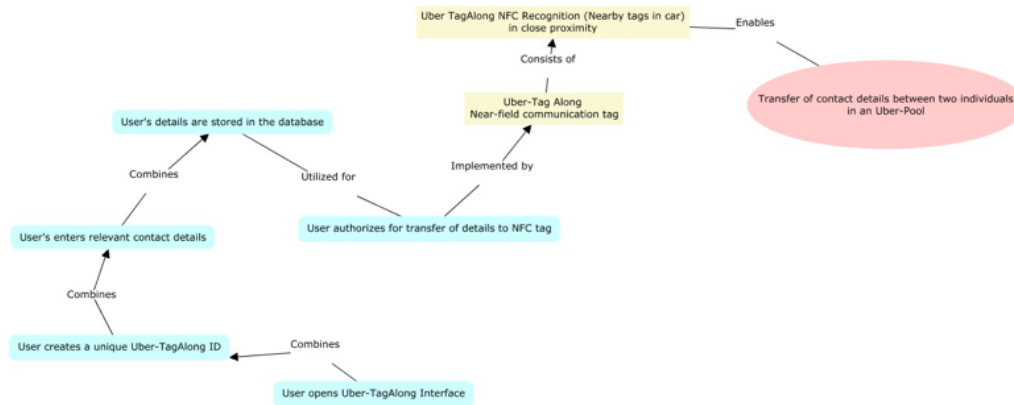 Uber TagAlong NFC Recognition (Nearby tags in car)
in close proximity
Enables
Consists of
Transfer of contact details between two individuals
in an Uber-Pool
Uber-Tag Along
Near-field communication tag
User's details are stored in the database
Combines
Utilized for
Implemented by
User's enters relevant contact details
User authorizes for transfer of details to NFC tag
Combines
User creates a unique Uber-TagAlong ID
Combines
User opens Uber-TagAlong Interface